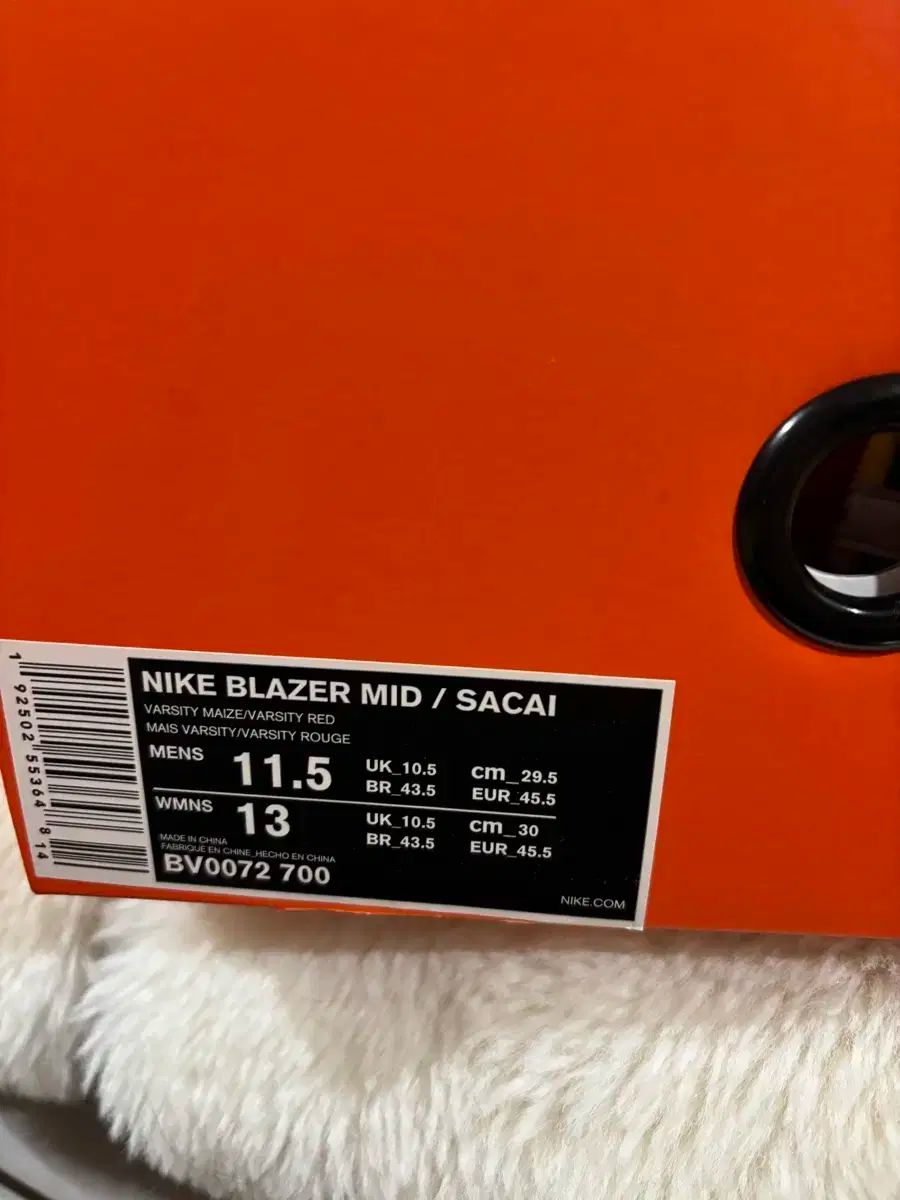 NIKE BLAZER MID / SACAI
VARSITY MAIZE/VARSITY RED
MAIS VARSITY/VARSITY ROUGE
MENS 11.5 UK_10.5 cm_29.5
BR_43.5 EUR_45.5
WMNS 13 UK_10.5 cm_30
BR_43.5 EUR_45.5
MADE IN CHINA
FABRIQUÉ EN CHINE_HECHO EN CHINA
BV0072 700
NIKE.COM
1 92502 55364 8 14